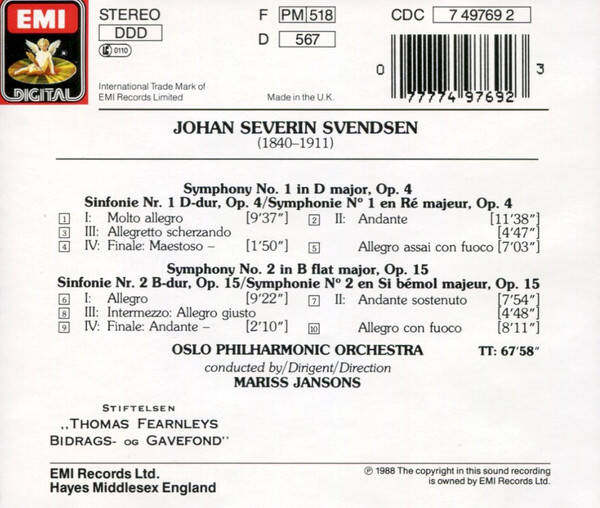 EMI
DIGITAL
STEREO
DDD
LC 0110
F PM 518
D 567
CDC 7 49769 2
International Trade Mark of
EMI Records Limited
Made in the U.K.
0 77774 97692 3
JOHAN SEVERIN SVENDSEN
(1840–1911)
Symphony No. 1 in D major, Op. 4
Sinfonie Nr. 1 D-dur, Op. 4/Symphonie Nº 1 en Ré majeur, Op. 4
1 I: Molto allegro [9'37"] 2 II: Andante [11'38"]
3 III: Allegretto scherzando [4'47"]
4 IV: Finale: Maestoso – [1'50"] 5 Allegro assai con fuoco [7'03"]
Symphony No. 2 in B flat major, Op. 15
Sinfonie Nr. 2 B-dur, Op. 15/Symphonie Nº 2 en Si bémol majeur, Op. 15
6 I: Allegro [9'22"] 7 II: Andante sostenuto [7'54"]
8 III: Intermezzo: Allegro giusto [4'48"]
9 IV: Finale: Andante – [2'10"] 10 Allegro con fuoco [8'11"]
OSLO PHILHARMONIC ORCHESTRA TT: 67'58"
conducted by/Dirigent/Direction
MARISS JANSONS
STIFTELSEN
„THOMAS FEARNLEYS
BIDRAGS- OG GAVEFOND"
EMI Records Ltd.
Hayes Middlesex England
℗ 1988 The copyright in this sound recording
is owned by EMI Records Ltd.